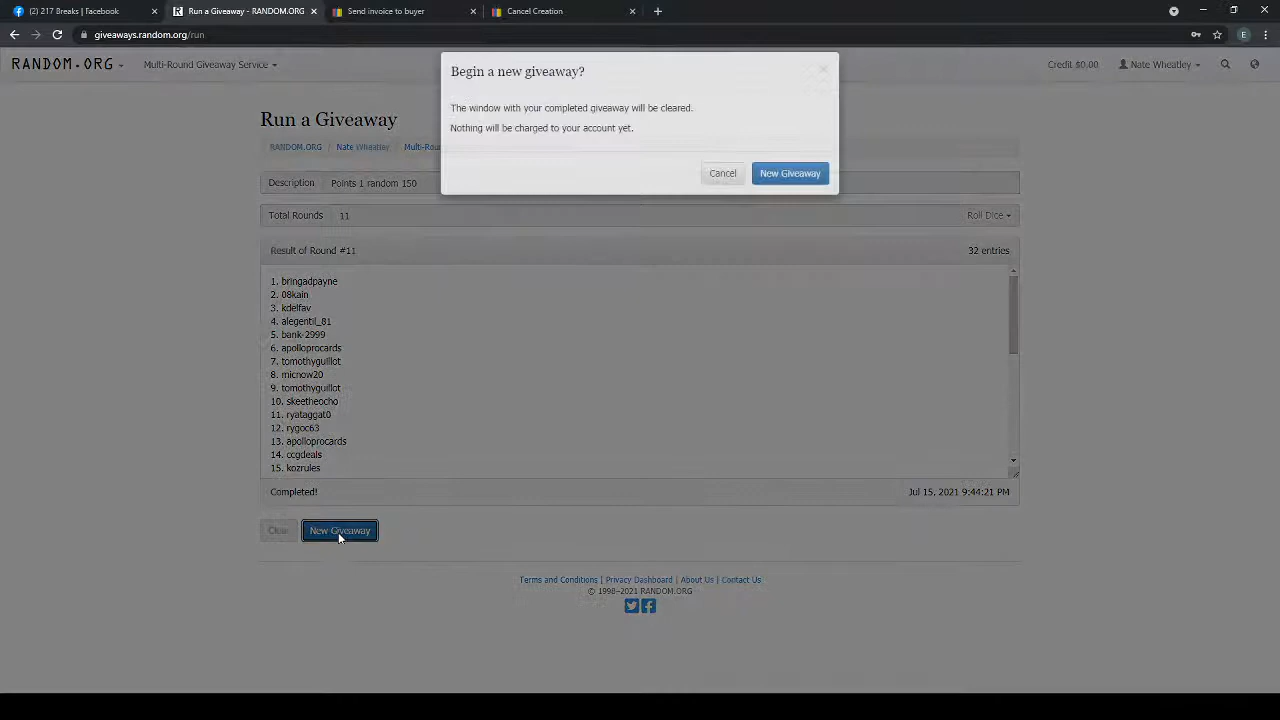 (2) 217 Breaks | Facebook
Run a Giveaway - RANDOM.ORG
Send invoice to buyer
Cancel Creation
giveaways.random.org/run
E
RANDOM.ORG
Multi-Round Giveaway Service
Credit $0.00
Nate Wheatley
Begin a new giveaway?
The window with your completed giveaway will be cleared.
Nothing will be charged to your account yet.
Cancel
New Giveaway
Run a Giveaway
RANDOM.ORG / Nate Wheatley / Multi-Rou
Description Points 1 random 150
Total Rounds 11
Roll Dice
Result of Round #11
32 entries
1. bringadpayne
2. 08kain
3. kdelfav
4. alegentil_81
5. bank-2999
6. apolloprocards
7. tomothyguillot
8. micnow20
9. tomothyguillot
10. skeetheocho
11. ryataggat0
12. rygoc63
13. apolloprocards
14. ccgdeals
15. kozrules
Completed!
Jul 15, 2021 9:44:21 PM
Clear
New Giveaway
Terms and Conditions | Privacy Dashboard | About Us | Contact Us
© 1998–2021 RANDOM.ORG